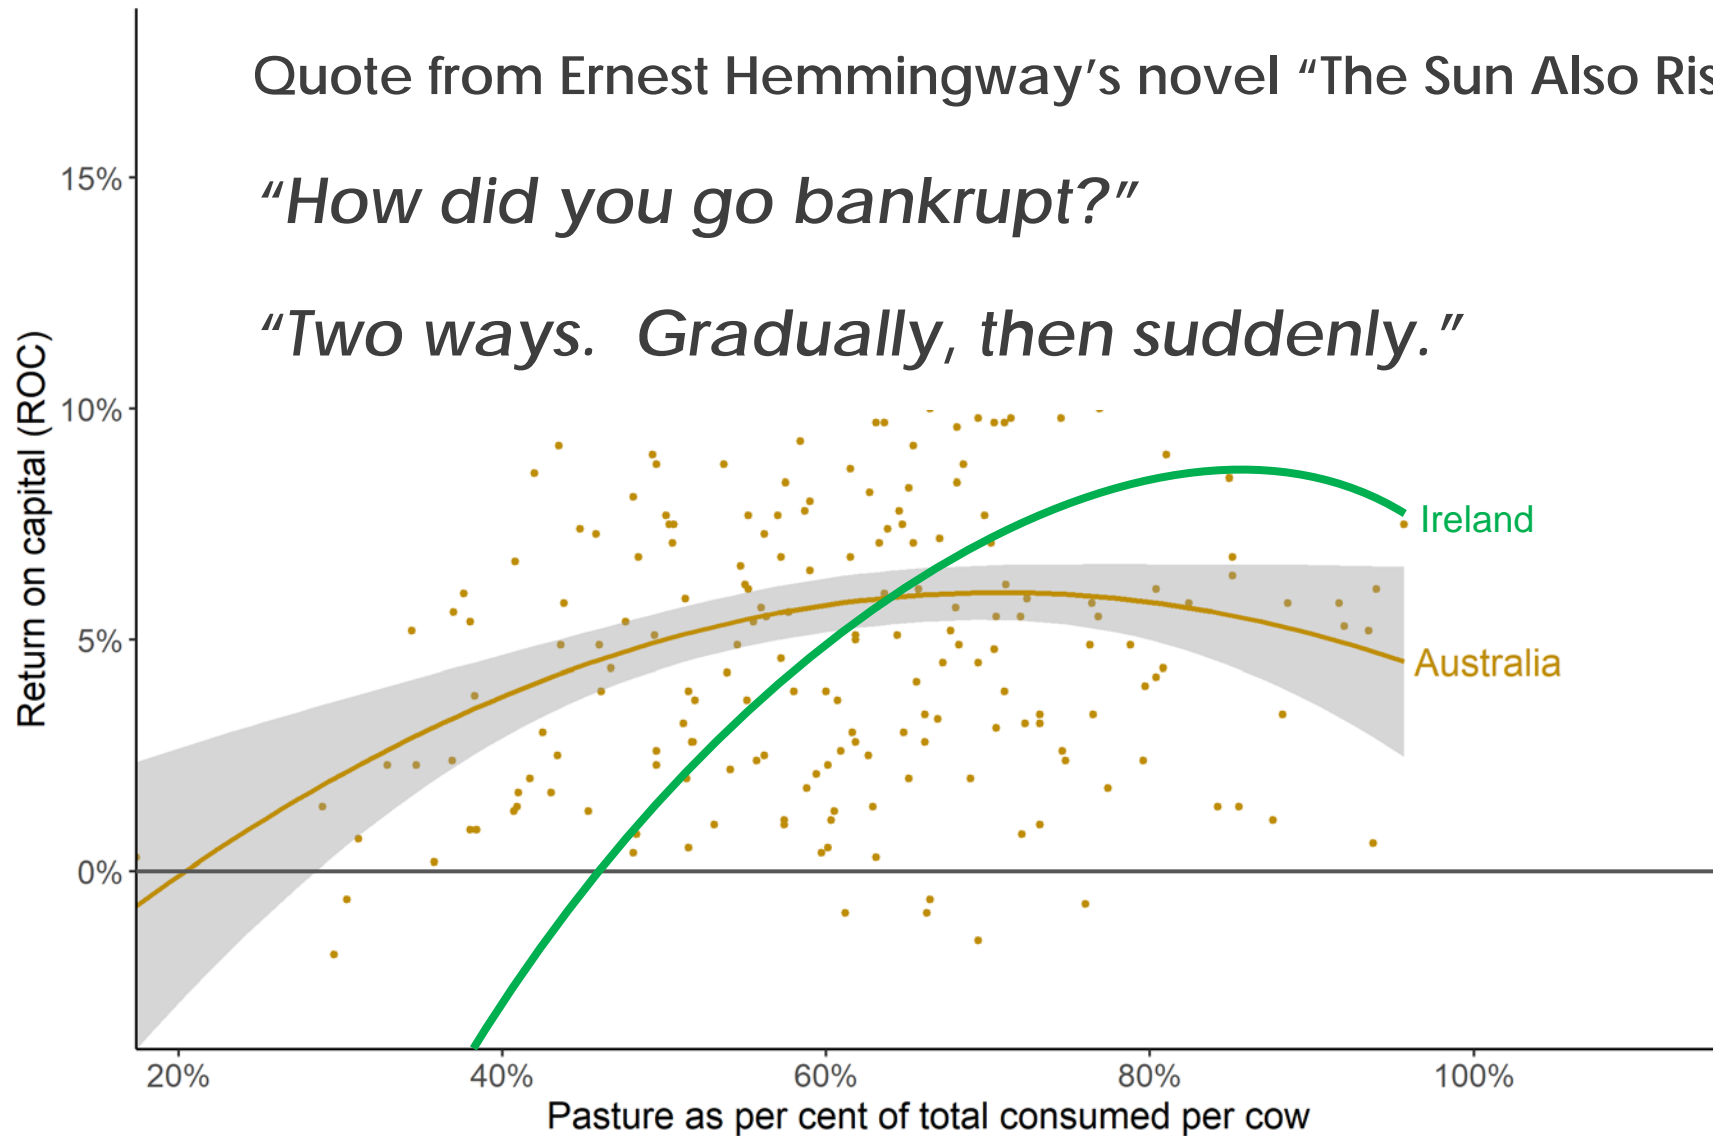 Quote from Ernest Hemmingway's novel “The Sun Also Ris
“How did you go bankrupt?”
“Two ways.  Gradually, then suddenly.”
Return on capital (ROC)
15%
10%
5%
0%
Ireland
Australia
20% 40% 60% 80% 100%
Pasture as per cent of total consumed per cow